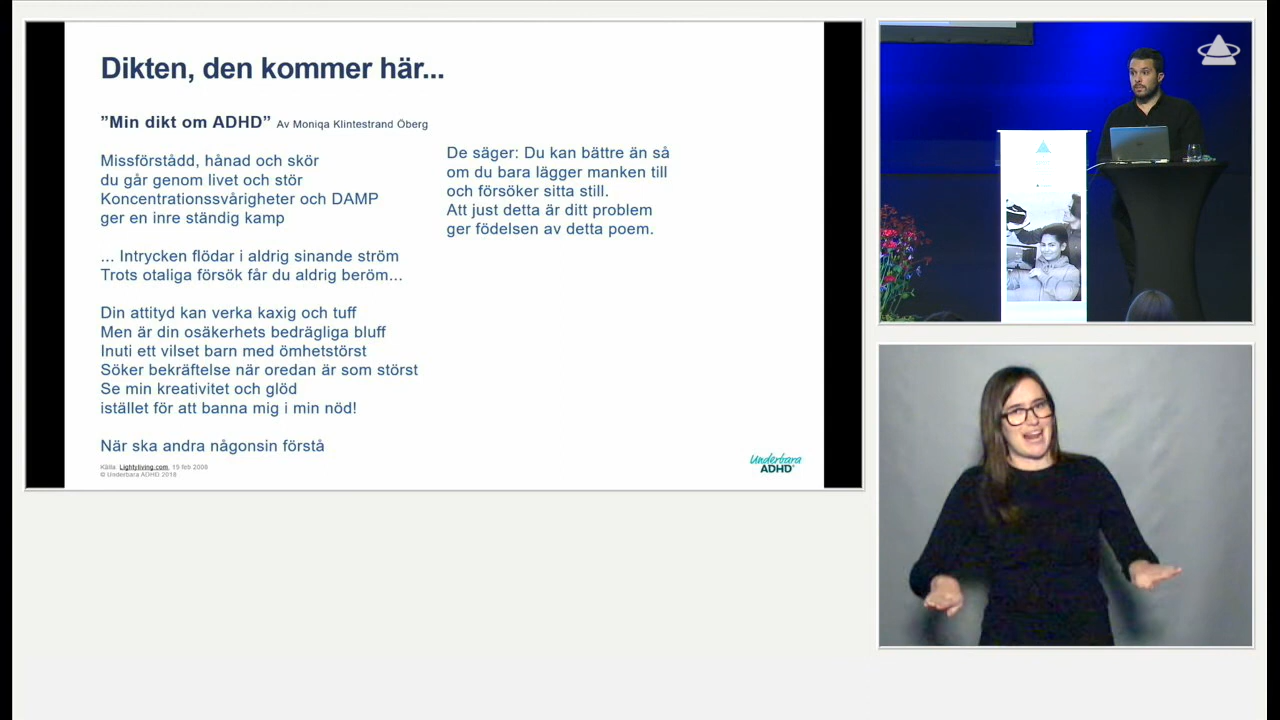 Dikten, den kommer här...
”Min dikt om ADHD” Av Moniqa Klintestrand Öberg
Missförstådd, hånad och skör
du går genom livet och stör
Koncentrationssvårigheter och DAMP
ger en inre ständig kamp
... Intrycken flödar i aldrig sinande ström
Trots otaliga försök får du aldrig beröm...
Din attityd kan verka kaxig och tuff
Men är din osäkerhets bedrägliga bluff
Inuti ett vilset barn med ömhetstörst
Söker bekräftelse när oredan är som störst
Se min kreativitet och glöd
istället för att banna mig i min nöd!
När ska andra någonsin förstå
De säger: Du kan bättre än så
om du bara lägger manken till
och försöker sitta still.
Att just detta är ditt problem
ger födelsen av detta poem.
Källa: Lightyliving.com, 19 feb 2008
© Underbara ADHD 2018
Underbara
ADHD